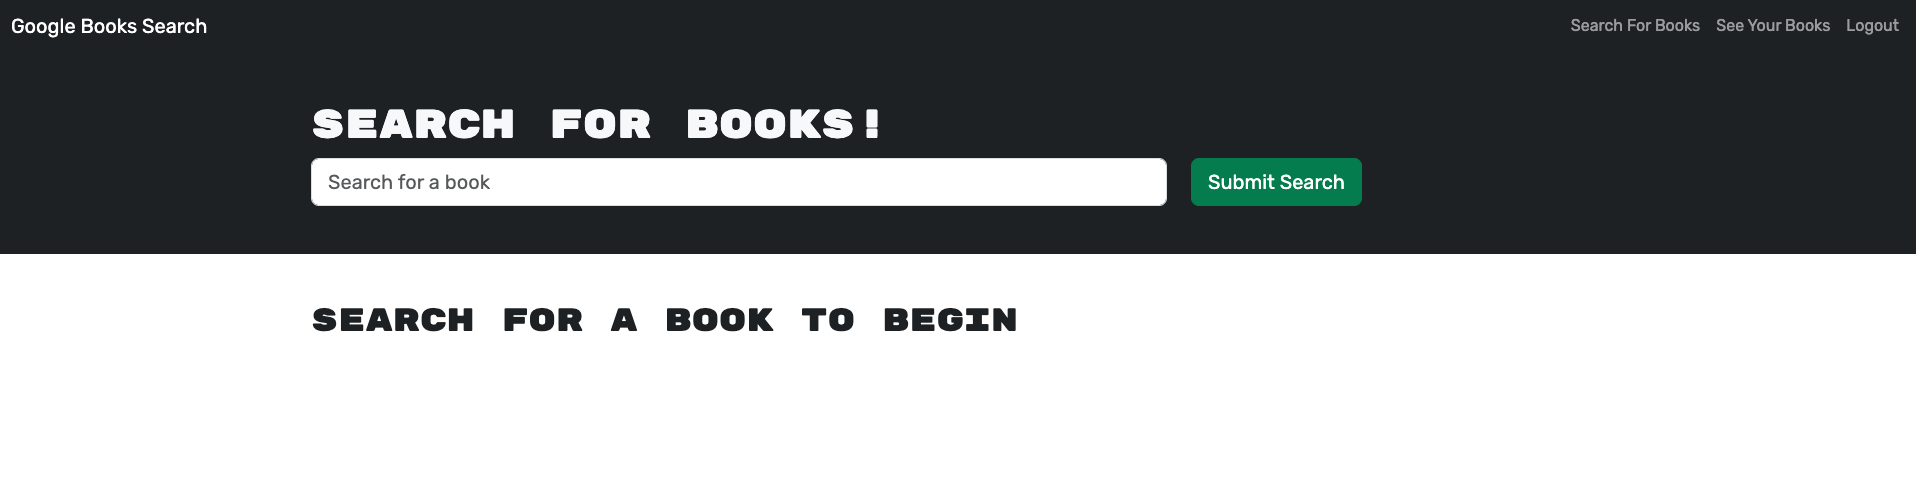 Google Books Search
Search For Books
See Your Books
Logout
SEARCH FOR BOOKS!
Search for a book
Submit Search
SEARCH FOR A BOOK TO BEGIN